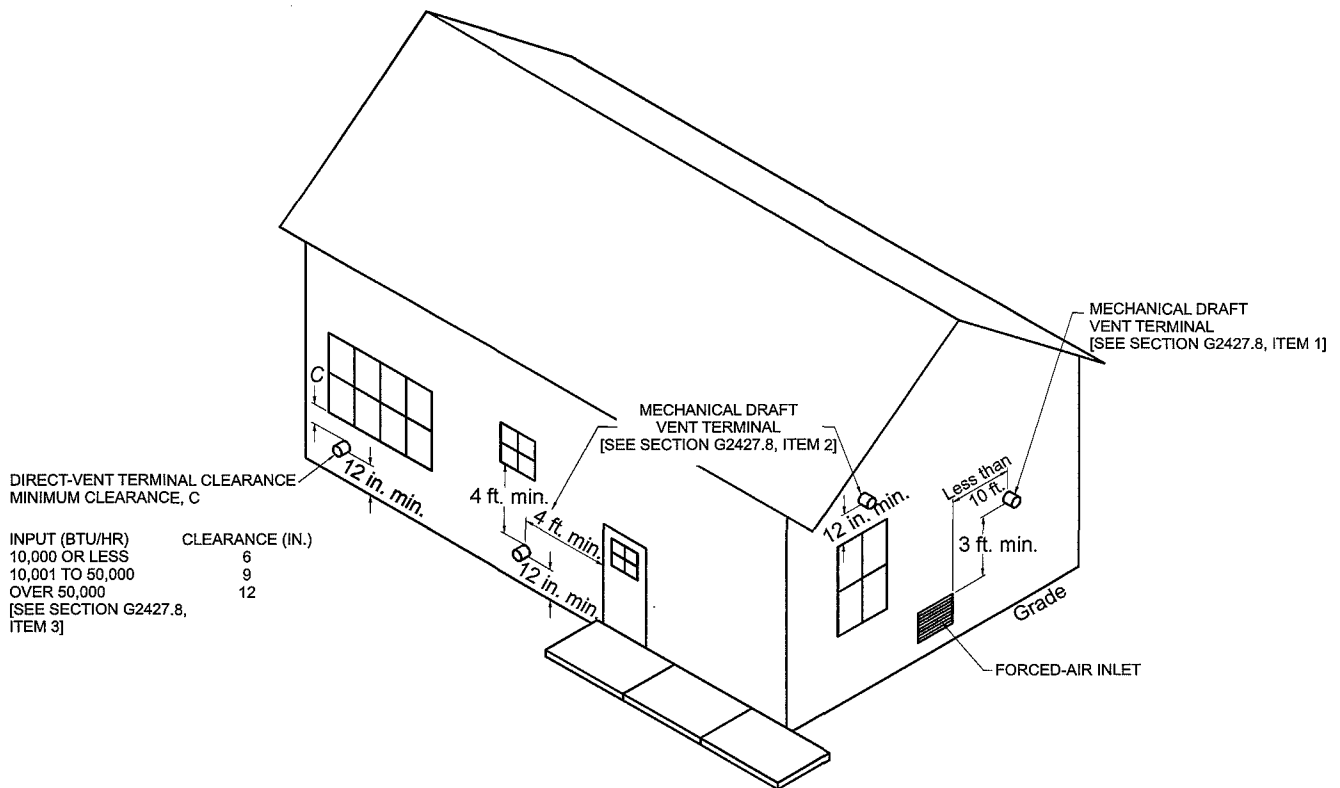 MECHANICAL DRAFT
VENT TERMINAL
[SEE SECTION G2427.8, ITEM 1]
MECHANICAL DRAFT
VENT TERMINAL
[SEE SECTION G2427.8, ITEM 2]
C
12 in. min.
4 ft. min.
4 ft. min.
12 in. min.
12 in. min.
Less than
10 ft.
3 ft. min.
Grade
FORCED-AIR INLET
DIRECT-VENT TERMINAL CLEARANCE
MINIMUM CLEARANCE, C
INPUT (BTU/HR) CLEARANCE (IN.)
10,000 OR LESS 6
10,001 TO 50,000 9
OVER 50,000 12
[SEE SECTION G2427.8,
ITEM 3]